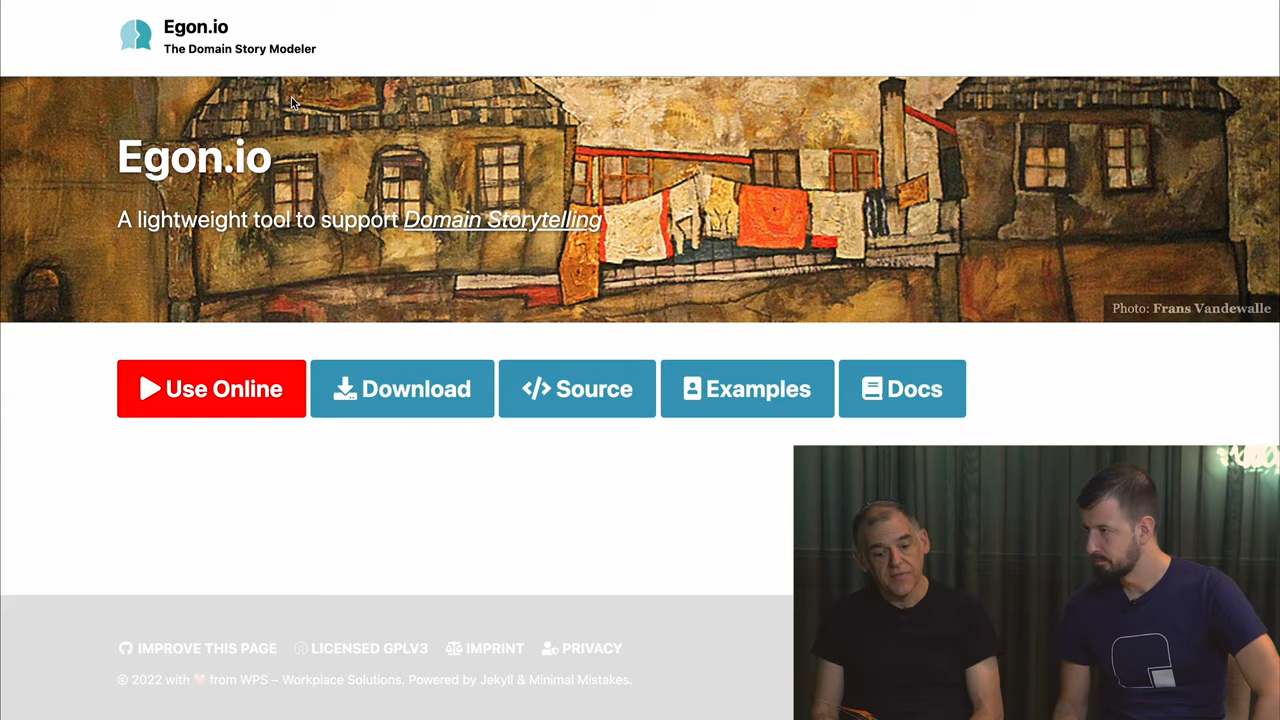 Egon.io
The Domain Story Modeler
Egon.io
A lightweight tool to support Domain Storytelling
Photo: Frans Vandewalle
Use Online
Download
Source
Examples
Docs
IMPROVE THIS PAGE
LICENSED GPLV3
IMPRINT
PRIVACY
© 2022 with ❤️ from WPS – Workplace Solutions. Powered by Jekyll & Minimal Mistakes.